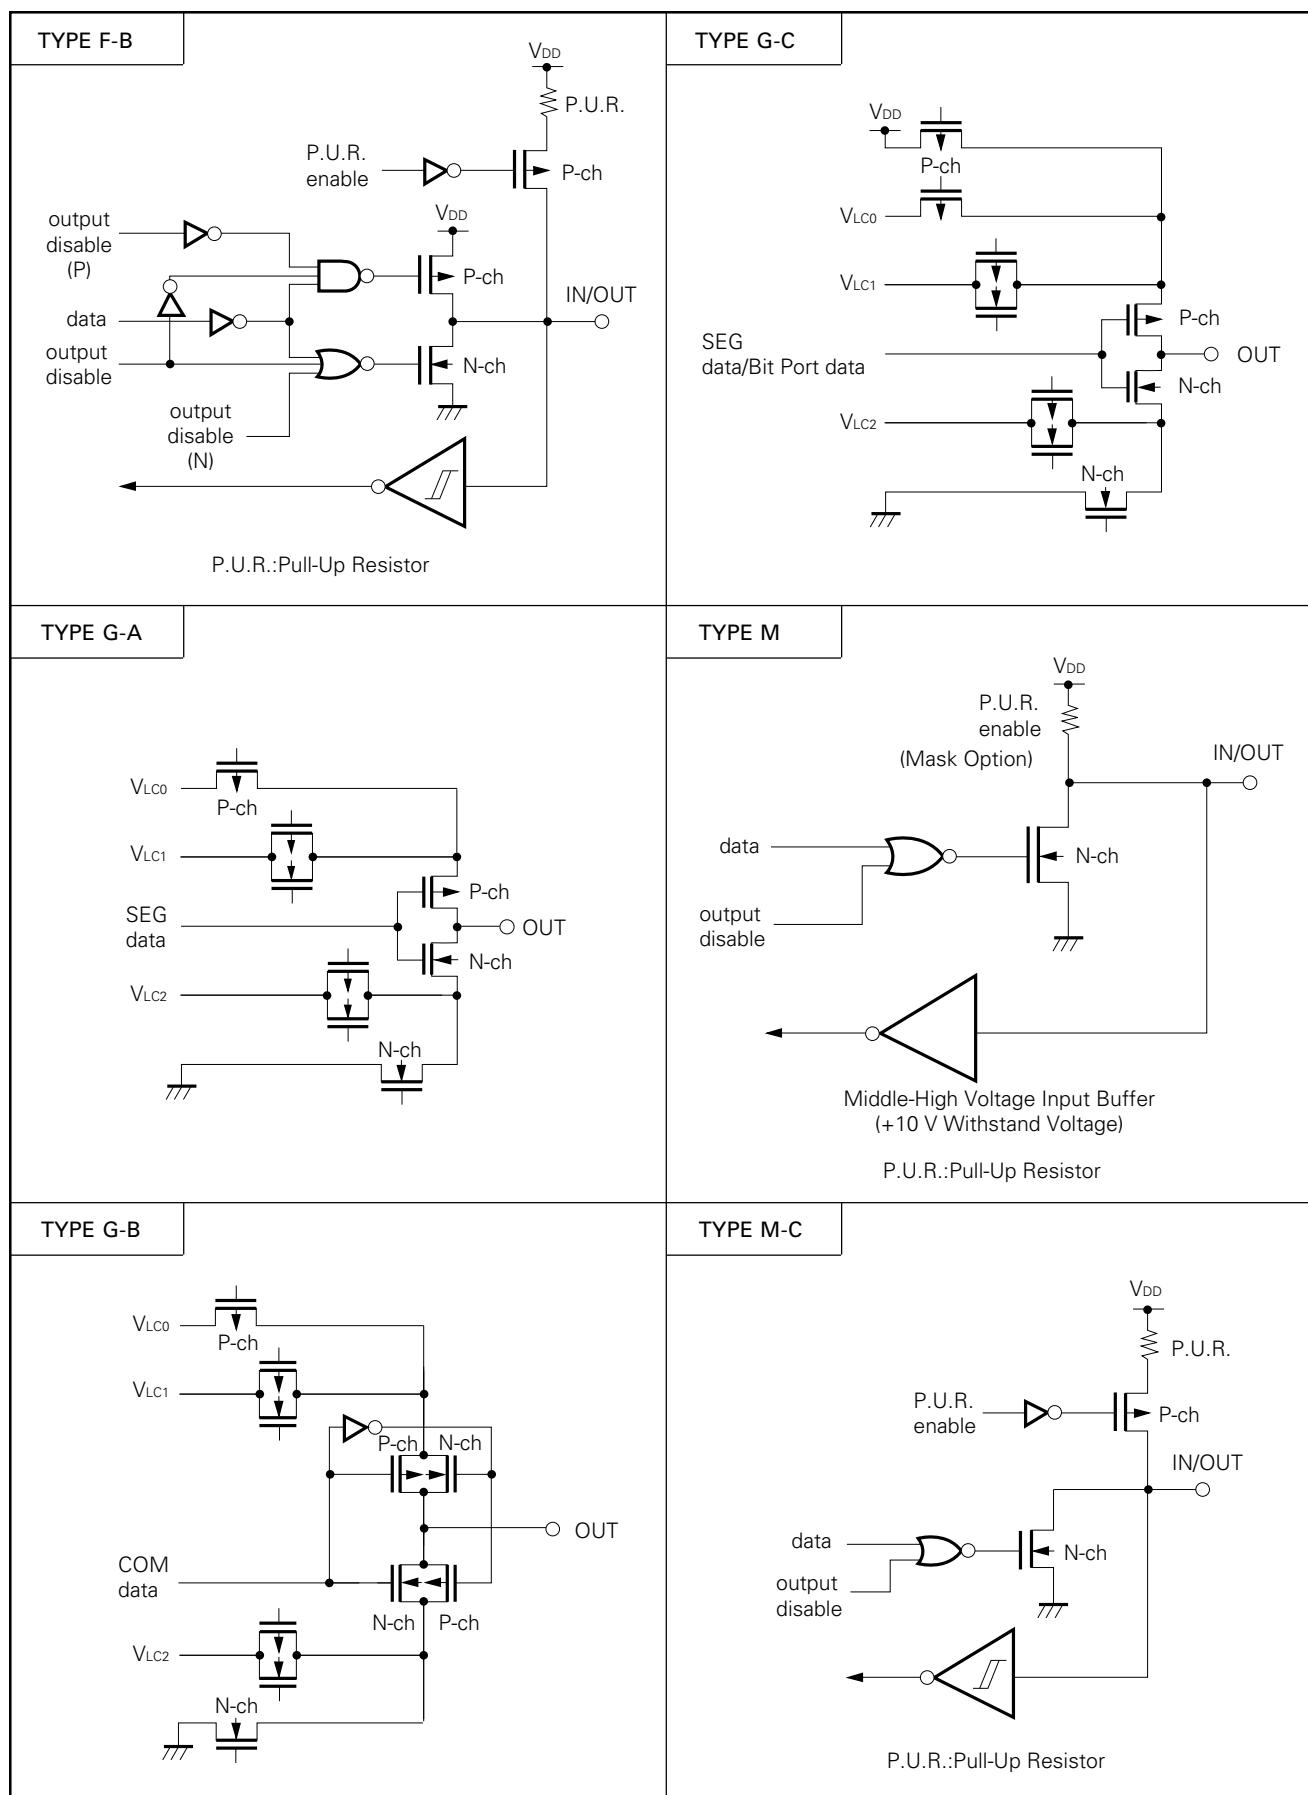 TYPE F-B
VDD
P.U.R.
P.U.R.
enable
P-ch
output
disable
(P)
VDD
P-ch
IN/OUT
data
output
disable
N-ch
output
disable
(N)
P.U.R.:Pull-Up Resistor
TYPE G-C
VDD
P-ch
VLC0
VLC1
P-ch
SEG
data/Bit Port data
OUT
N-ch
VLC2
N-ch
TYPE G-A
VLC0
P-ch
VLC1
P-ch
SEG
data
OUT
N-ch
VLC2
N-ch
TYPE M
VDD
P.U.R.
enable
(Mask Option)
IN/OUT
data
N-ch
output
disable
Middle-High Voltage Input Buffer
(+10 V Withstand Voltage)
P.U.R.:Pull-Up Resistor
TYPE G-B
VLC0
P-ch
VLC1
P-ch N-ch
OUT
COM
data
N-ch P-ch
VLC2
N-ch
TYPE M-C
VDD
P.U.R.
P.U.R.
enable
P-ch
IN/OUT
data
N-ch
output
disable
P.U.R.:Pull-Up Resistor